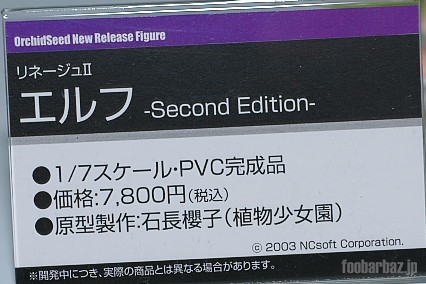 OrchidSeed New Release Figure
リネージュⅡ
エルフ -Second Edition-
●1/7スケール・PVC完成品
●価格:7,800円(税込)
●原型製作:石長櫻子(植物少女園)
© 2003 NCsoft Corporation.
※開発中につき、実際の商品とは異なる場合があります。
foobarbaz.jp